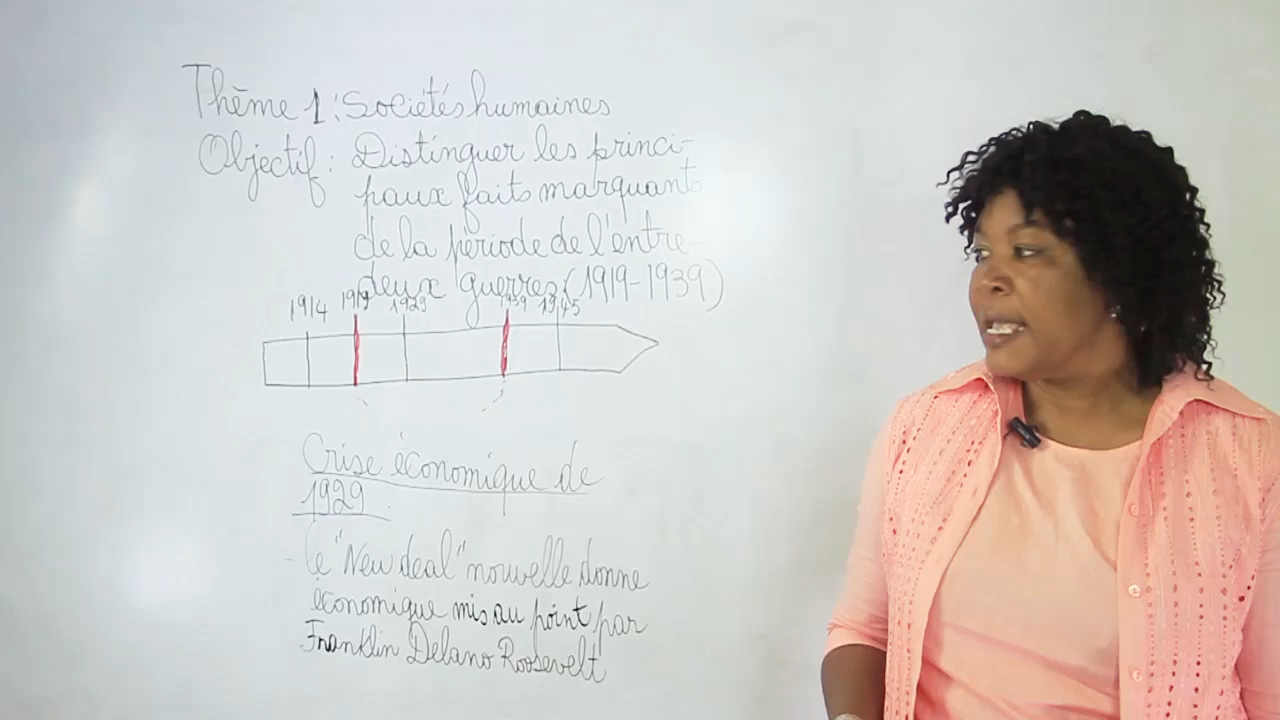 Thème 1: Sociétés humaines
Objectif: Distinguer les princi-
paux faits marquants
de la période de l'entre-
deux guerres (1919-1939)
1914 1919 1929 1939 1945
Crise économique de
1929
- Le "New deal" nouvelle donne
économique mis au point par
Franklin Delano Roosevelt